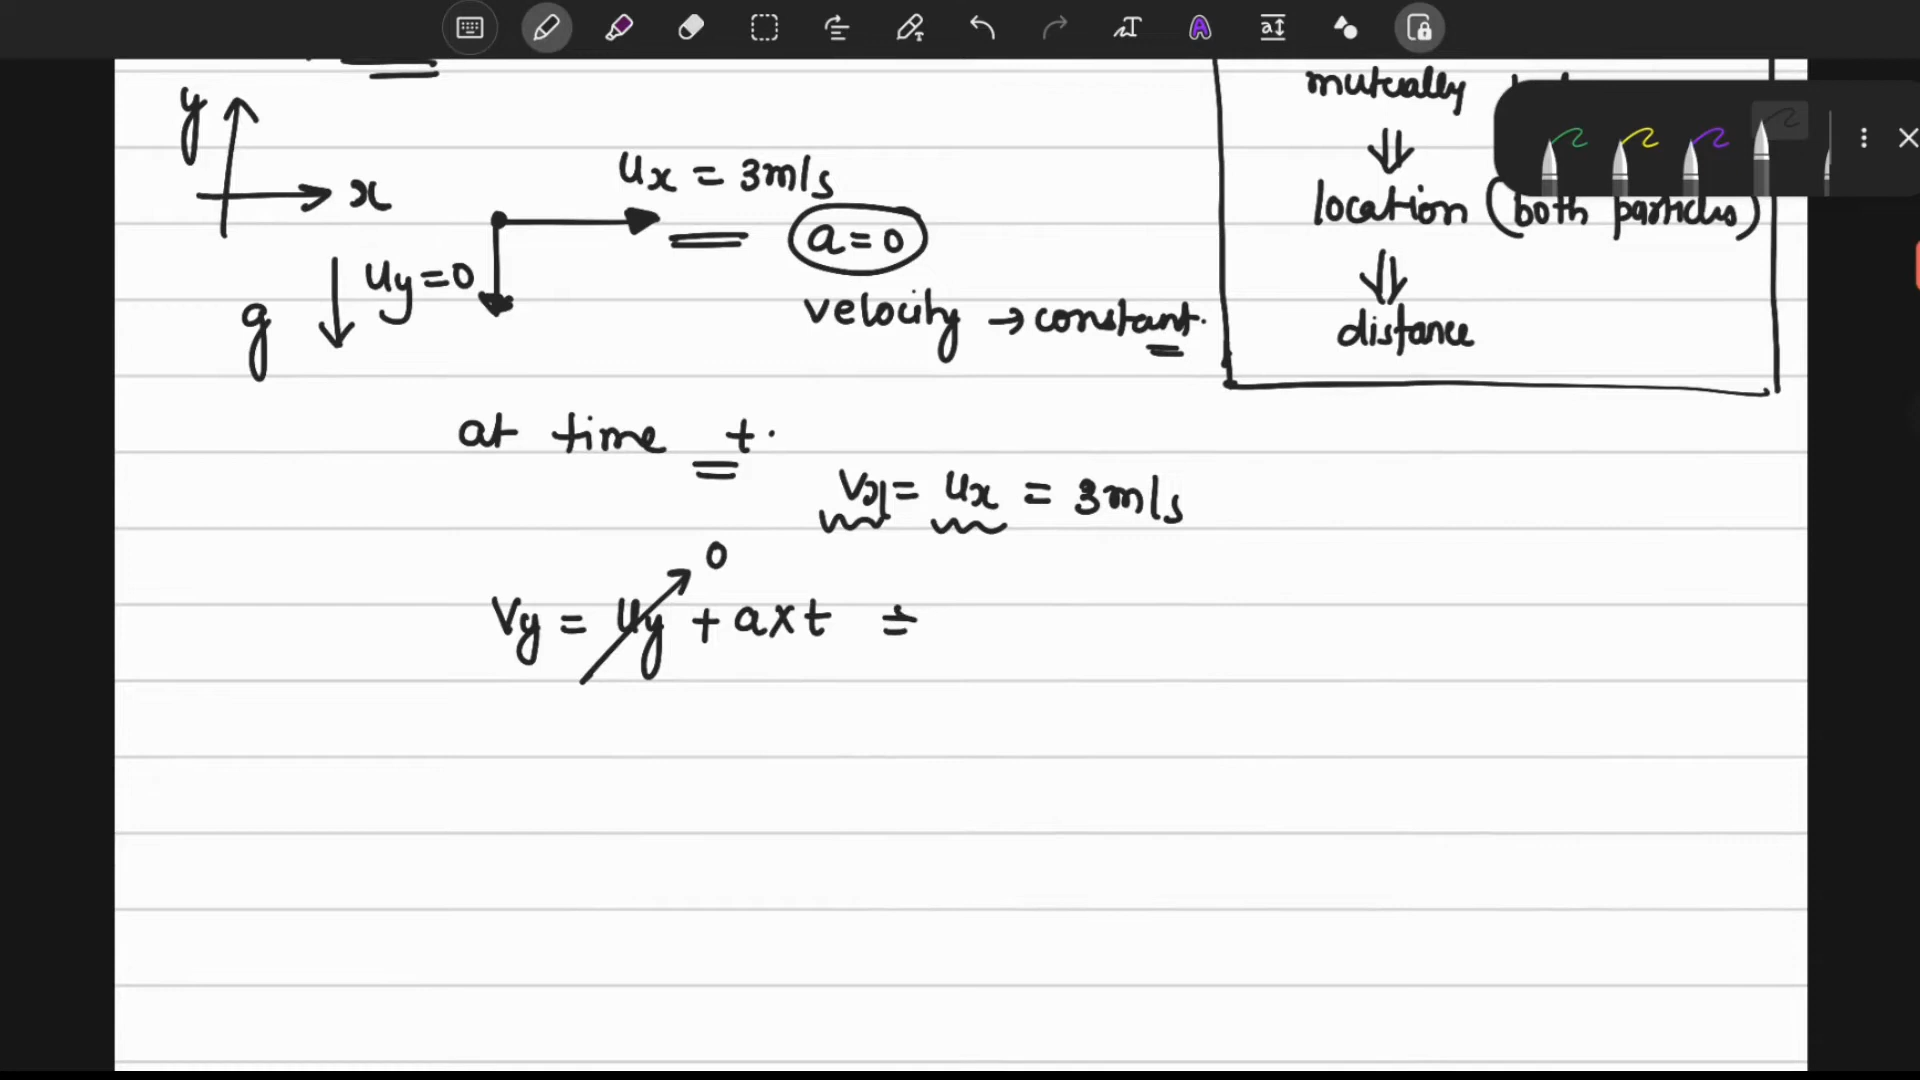 mutually
y
x
ux = 3m/s
a = 0
location (both particles)
g
uy = 0
velocity → constant.
distance
at time t.
Vx = ux = 3m/s
0
Vy = uy + a x t =